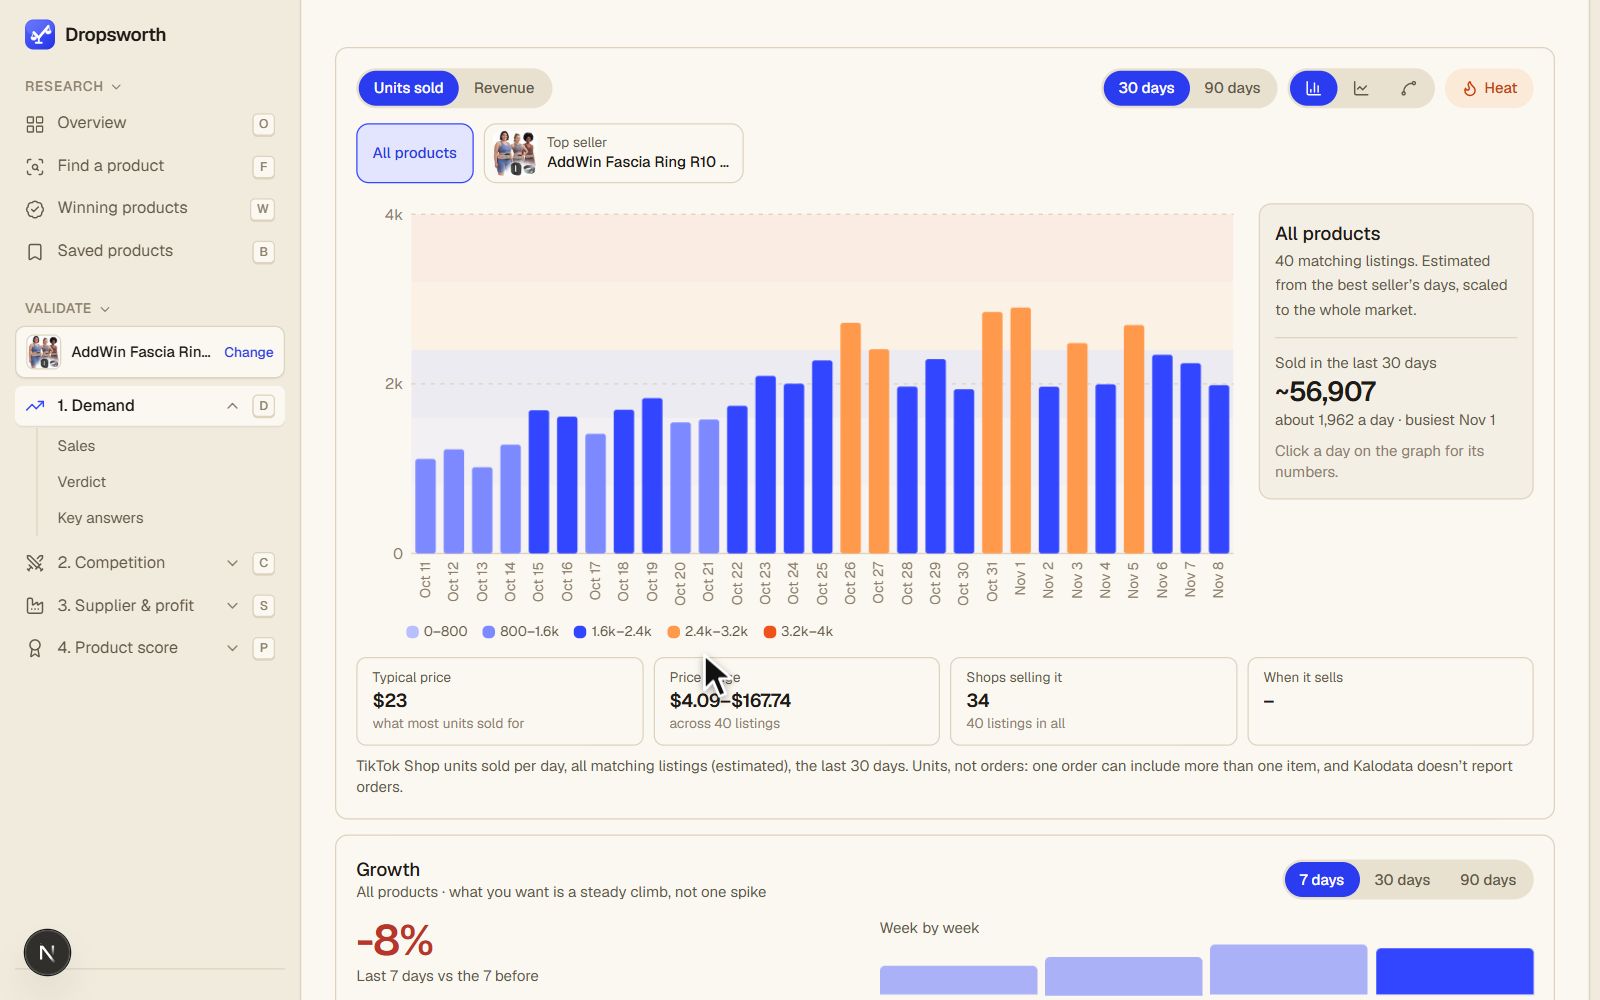 Dropsworth
RESEARCH
Overview
O
Find a product
F
Winning products
W
Saved products
B
VALIDATE
AddWin Fascia Rin...
Change
1. Demand
D
Sales
Verdict
Key answers
2. Competition
C
3. Supplier & profit
S
4. Product score
P
N
Units sold
Revenue
30 days
90 days
Heat
All products
Top seller
AddWin Fascia Ring R10 ...
4k
2k
0
Oct 11
Oct 12
Oct 13
Oct 14
Oct 15
Oct 16
Oct 17
Oct 18
Oct 19
Oct 20
Oct 21
Oct 22
Oct 23
Oct 24
Oct 25
Oct 26
Oct 27
Oct 28
Oct 29
Oct 30
Oct 31
Nov 1
Nov 2
Nov 3
Nov 4
Nov 5
Nov 6
Nov 7
Nov 8
0–800
800–1.6k
1.6k–2.4k
2.4k–3.2k
3.2k–4k
All products
40 matching listings. Estimated
from the best seller's days, scaled
to the whole market.
Sold in the last 30 days
~56,907
about 1,962 a day · busiest Nov 1
Click a day on the graph for its
numbers.
Typical price
$23
what most units sold for
Price
$4.09–$167.74
across 40 listings
Shops selling it
34
40 listings in all
When it sells
–
TikTok Shop units sold per day, all matching listings (estimated), the last 30 days. Units, not orders: one order can include more than one item, and Kalodata doesn't report
orders.
Growth
All products · what you want is a steady climb, not one spike
7 days
30 days
90 days
-8%
Last 7 days vs the 7 before
Week by week